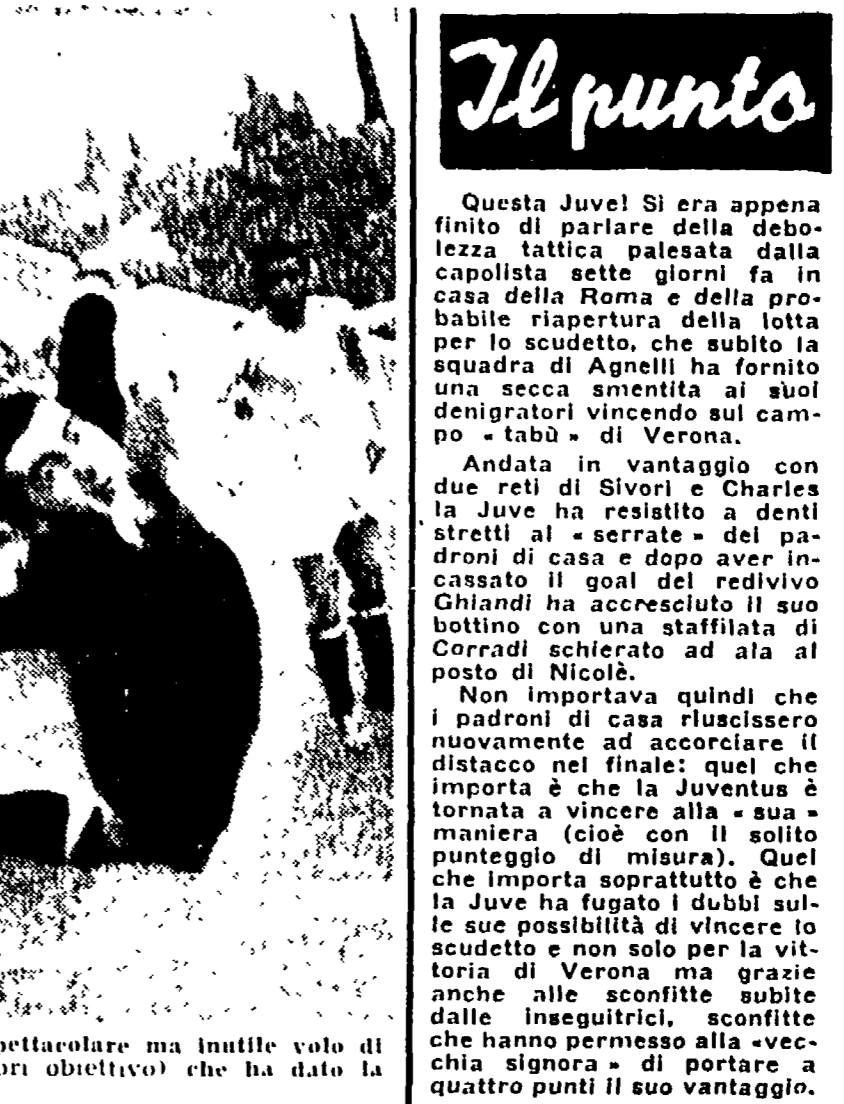 Il punto
Questa Juve! Si era appena
finito di parlare della debo-
lezza tattica palesata dalla
capolista sette giorni fa in
casa della Roma e della pro-
babile riapertura della lotta
per lo scudetto, che subito la
squadra di Agnelli ha fornito
una secca smentita ai suoi
denigratori vincendo sul cam-
po « tabù » di Verona.
Andata in vantaggio con
due reti di Sivori e Charles
la Juve ha resistito a denti
stretti al « serrate » dei pa-
droni di casa e dopo aver in-
cassato il goal del redivivo
Ghiandi ha accresciuto il suo
bottino con una staffilata di
Corradi schierato ad ala al
posto di Nicolè.
Non importava quindi che
i padroni di casa riuscissero
nuovamente ad accorciare il
distacco nel finale: quel che
importa è che la Juventus è
tornata a vincere alla « sua »
maniera (cioè con il solito
punteggio di misura). Quel
che importa soprattutto è che
la Juve ha fugato i dubbi sul-
le sue possibilità di vincere lo
scudetto e non solo per la vit-
toria di Verona ma grazie
anche alle sconfitte subite
dalle inseguitrici, sconfitte
che hanno permesso alla «vec-
chia signora » di portare a
quattro punti il suo vantaggio.
pettacolare ma inutile volo di
ori obiettivo) che ha dato la